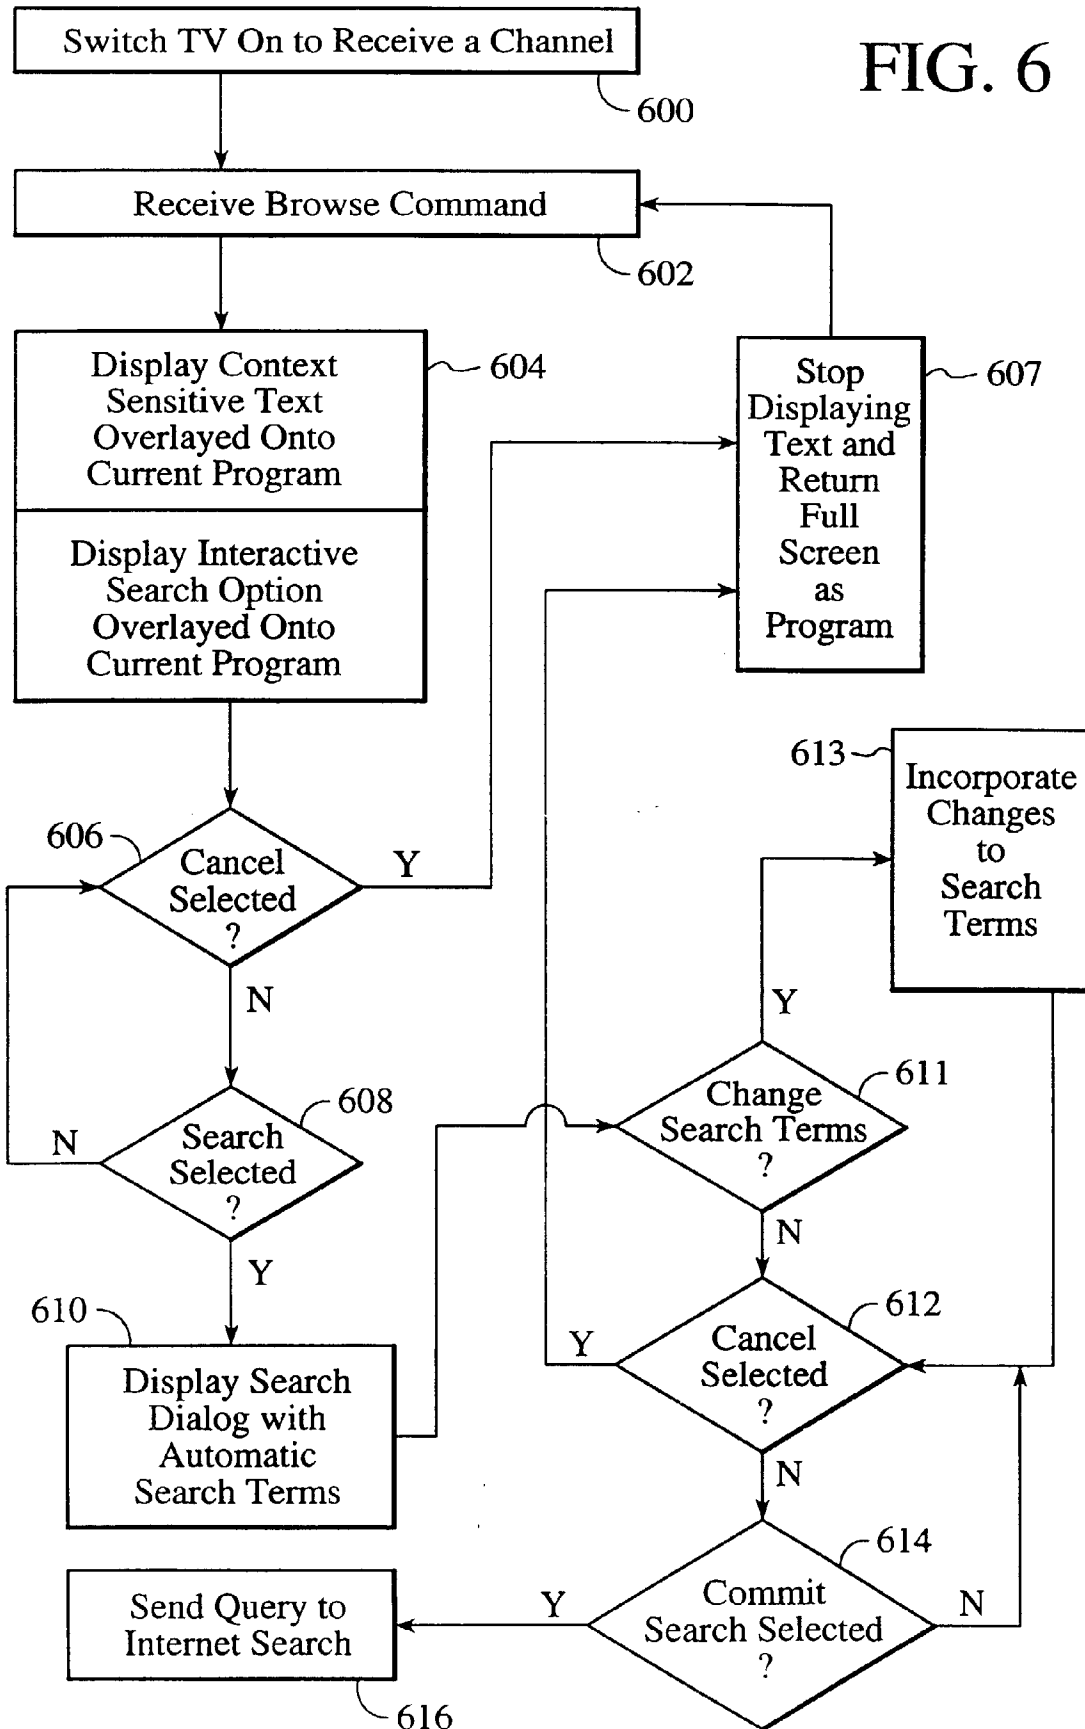 FIG. 6
Switch TV On to Receive a Channel
600
Receive Browse Command
602
Display Context
Sensitive Text
Overlayed Onto
Current Program
604
Display Interactive
Search Option
Overlayed Onto
Current Program
Stop
Displaying
Text and
Return
Full
Screen
as
Program
607
606
Cancel
Selected
?
Y
N
608
Search
Selected
?
N
Y
610
Display Search
Dialog with
Automatic
Search Terms
613
Incorporate
Changes
to
Search
Terms
Y
611
Change
Search Terms
?
N
612
Cancel
Selected
?
Y
N
614
Commit
Search Selected
?
Y
N
Send Query to
Internet Search
616